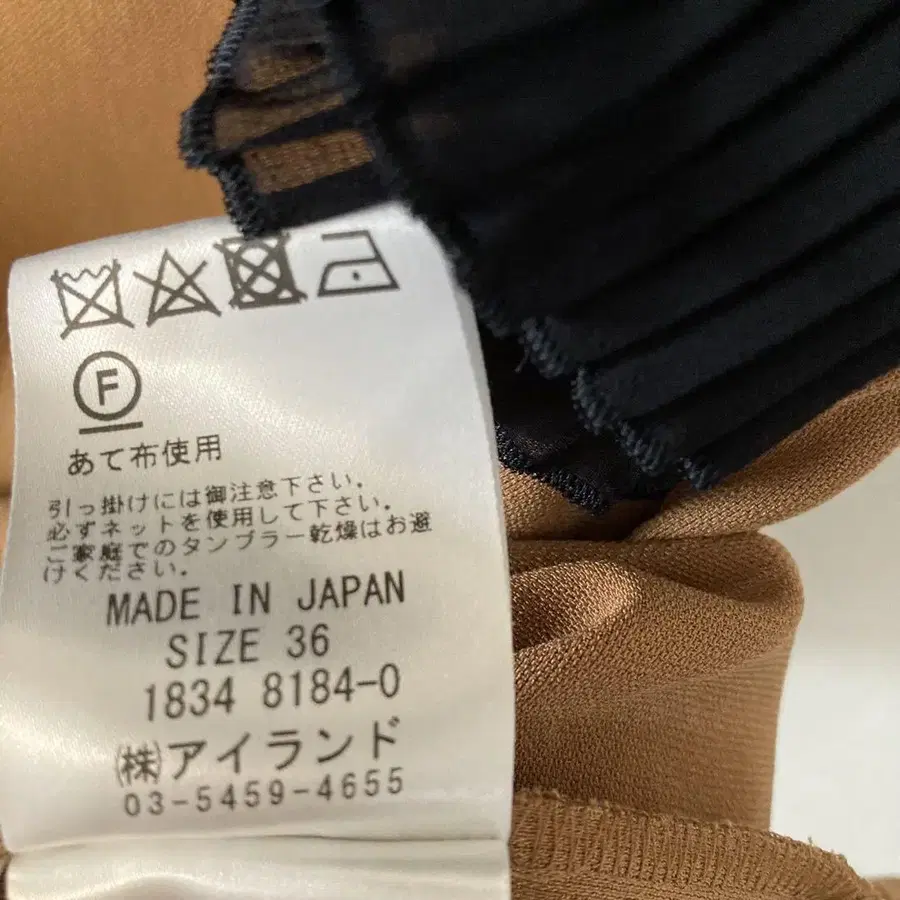 F
あて布使用
引っ掛けには御注意下さい。
必ずネットを使用して下さい。
ご家庭でのタンブラー乾燥はお避
けください。
MADE IN JAPAN
SIZE 36
1834 8184-0
㈱アイランド
03-5459-4655